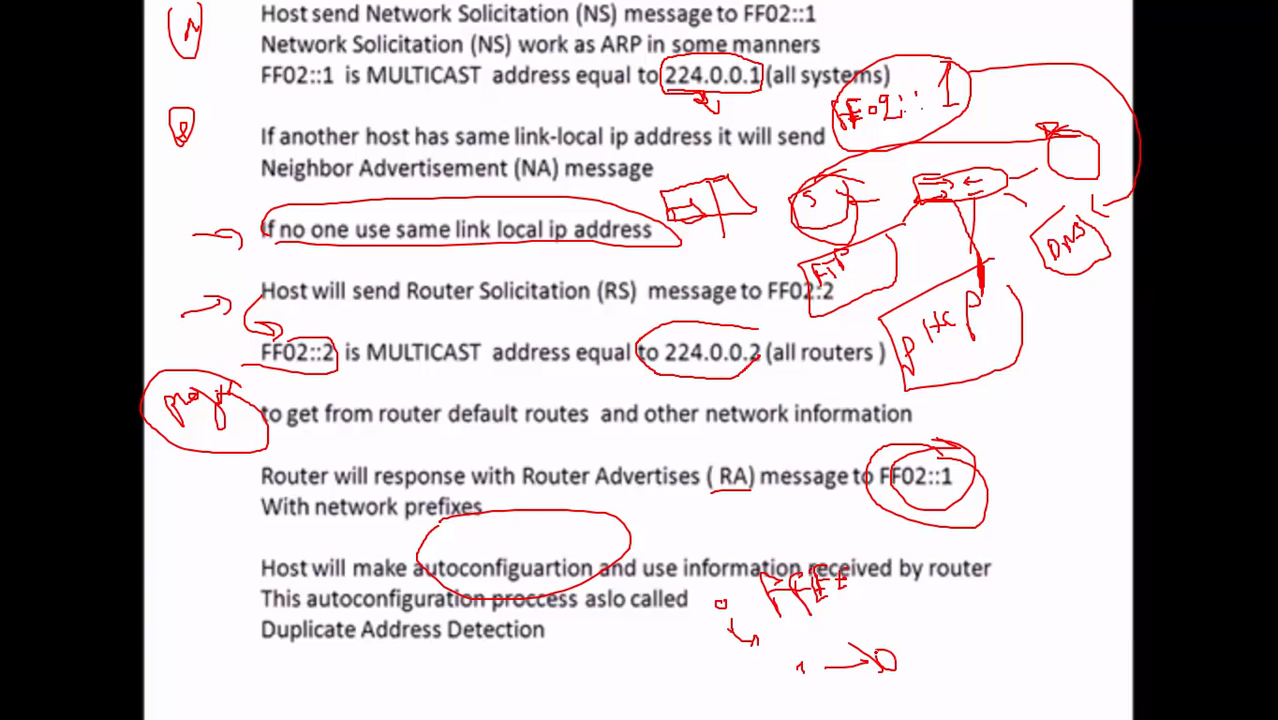 Host send Network Solicitation (NS) message to FF02::1
Network Solicitation (NS) work as ARP in some manners
FF02::1 is MULTICAST address equal to 224.0.0.1 (all systems)
FF02::1
If another host has same link-local ip address it will send
Neighbor Advertisement (NA) message
If no one use same link local ip address
S
DNS
FTP
Host will send Router Solicitation (RS) message to FF02:2
DHCP
FF02::2 is MULTICAST address equal to 224.0.0.2 (all routers )
to get from router default routes and other network information
Router will response with Router Advertises ( RA) message to FF02::1
With network prefixes
Host will make autoconfiguartion and use information received by router
This autoconfiguration proccess aslo called
Duplicate Address Detection